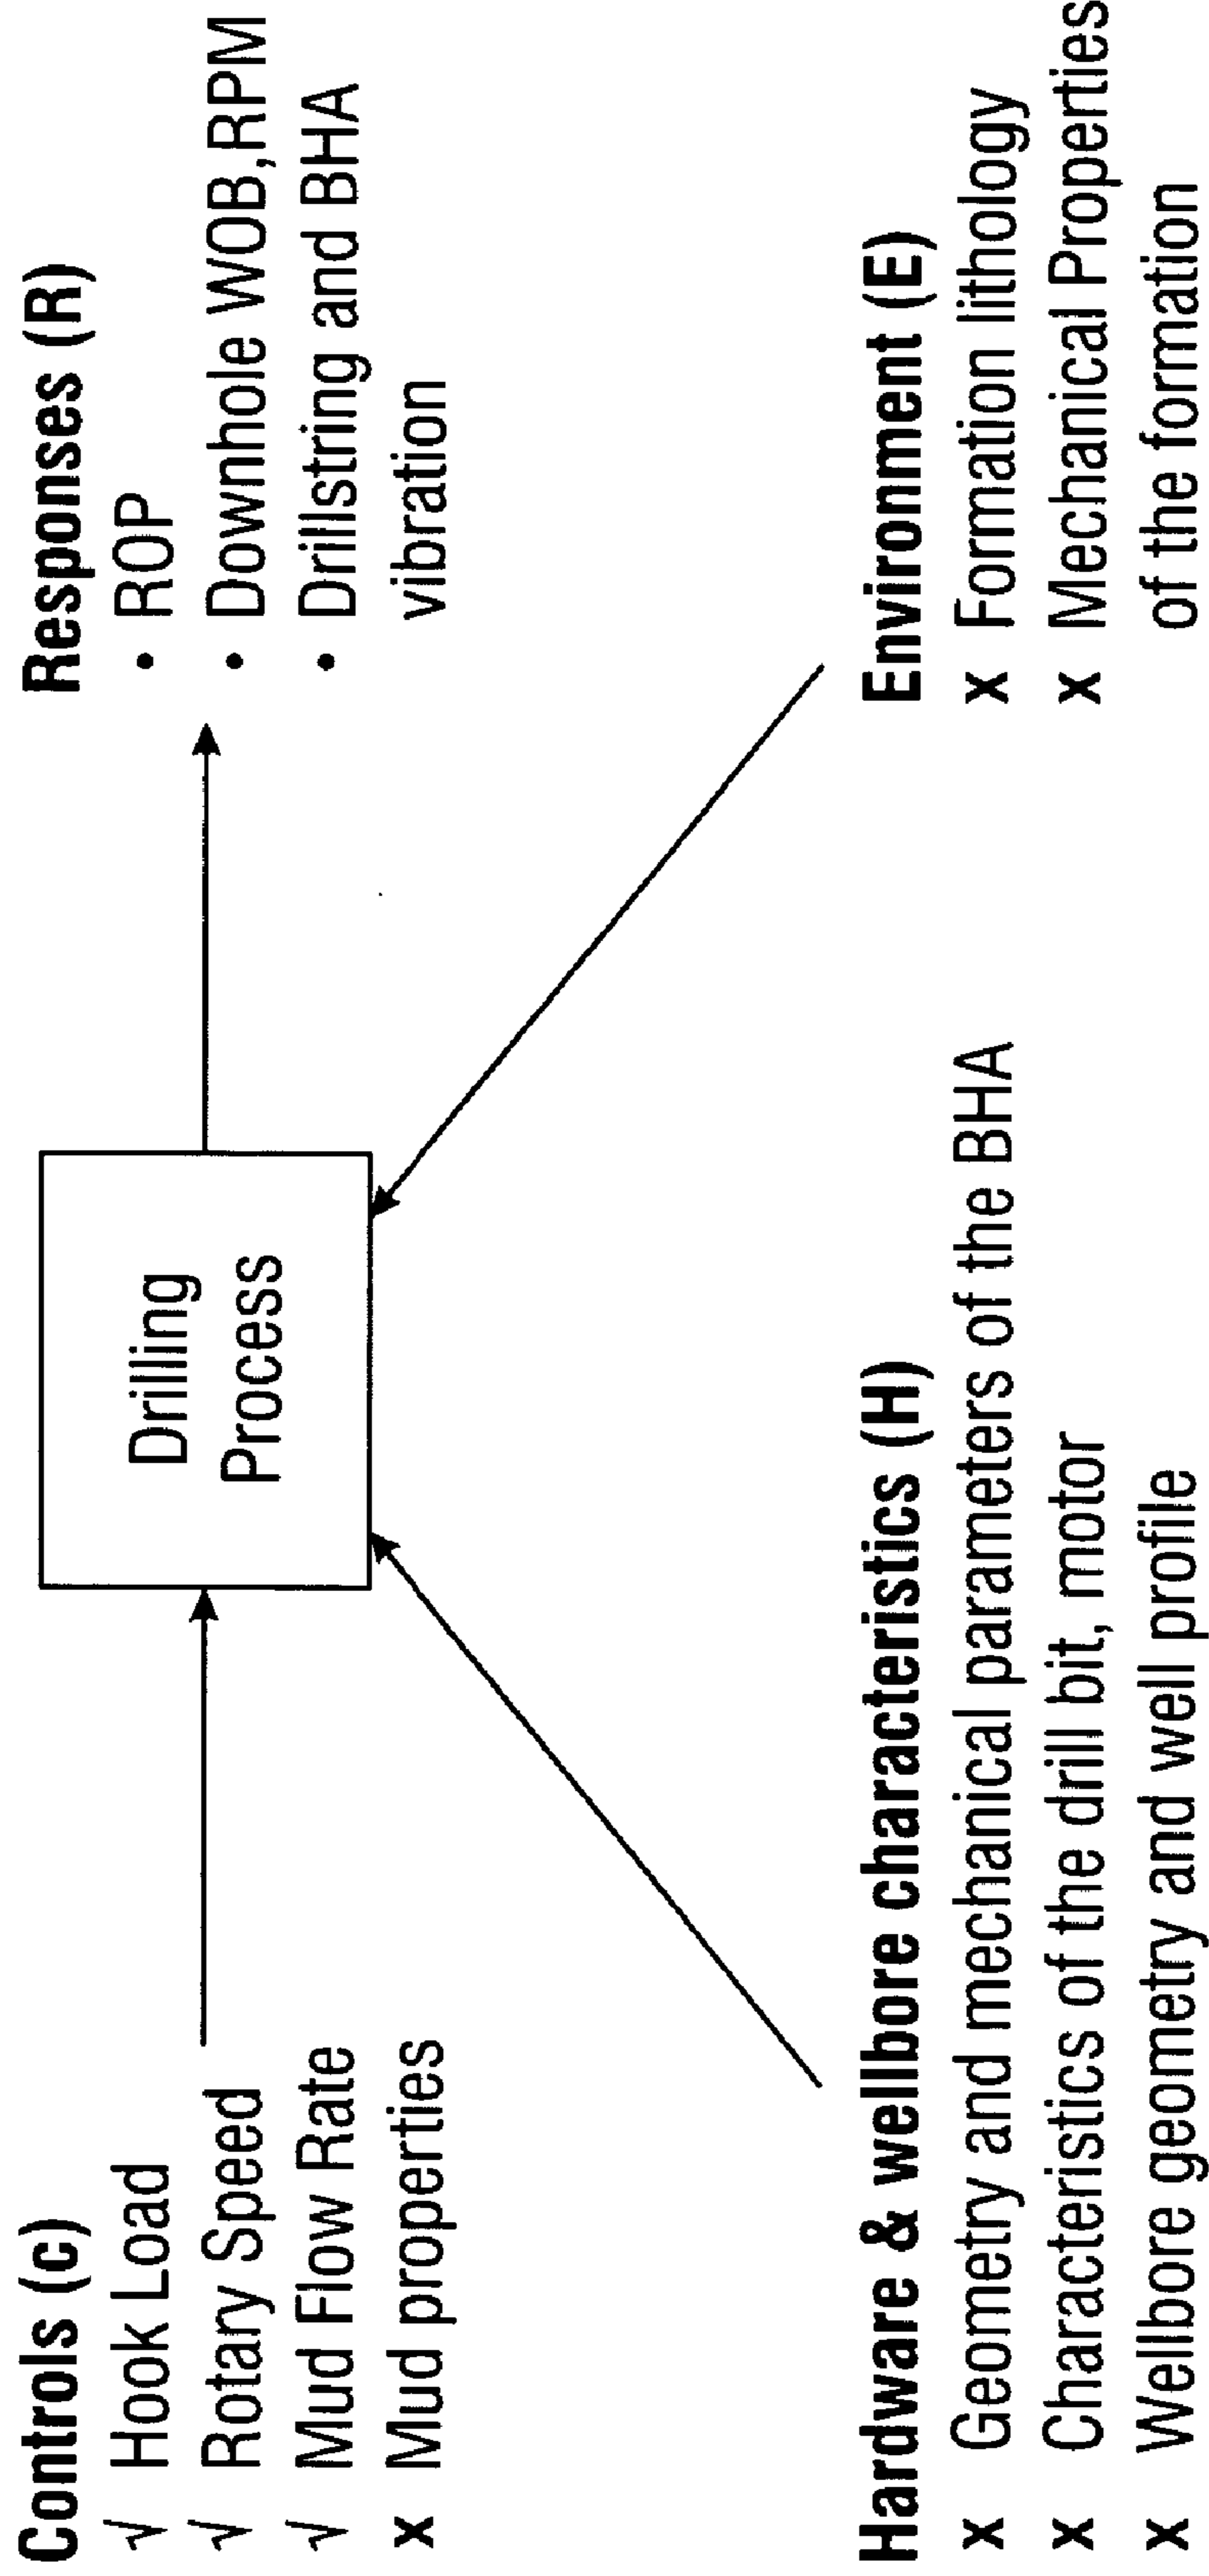 Controls (c)
√ Hook Load
√ Rotary Speed
√ Mud Flow Rate
x Mud properties
Drilling
Process
Responses (R)
• ROP
• Downhole WOB,RPM
• Drillstring and BHA
vibration
Hardware & wellbore characteristics (H)
x Geometry and mechanical parameters of the BHA
x Characteristics of the drill bit, motor
x Wellbore geometry and well profile
Environment (E)
x Formation lithology
x Mechanical Properties
of the formation